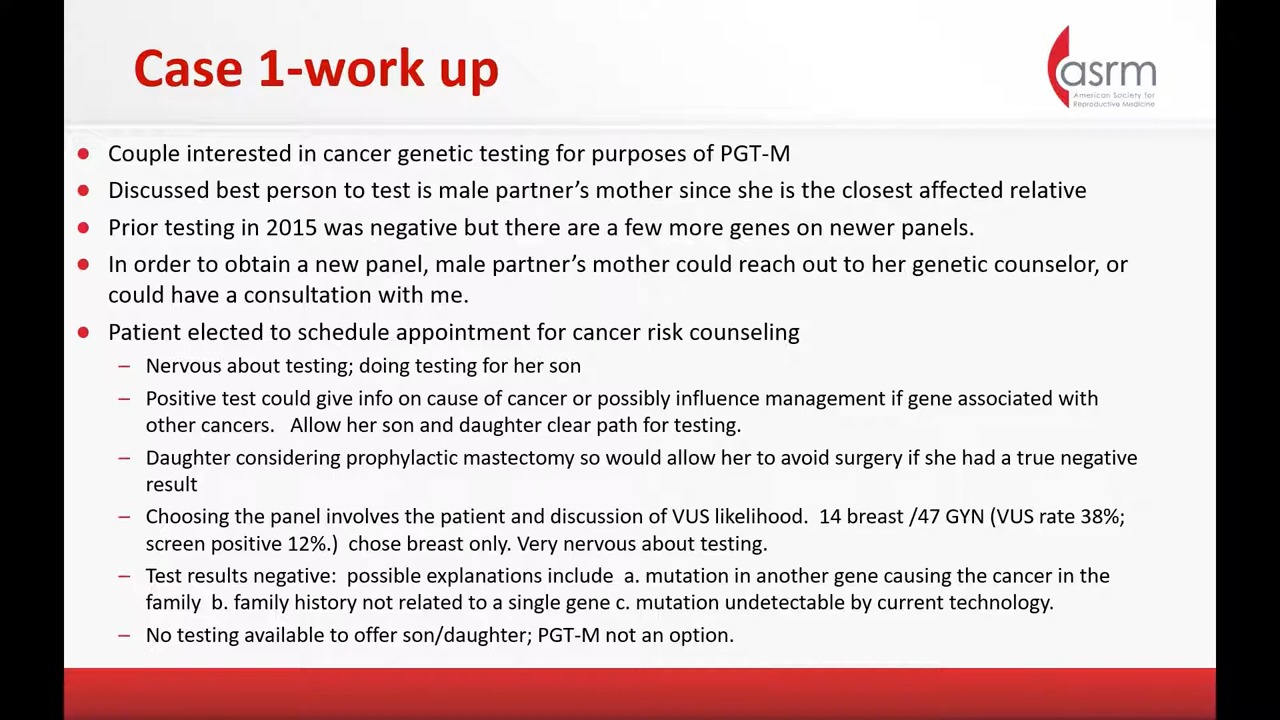 Case 1-work up
asrm
American Society for
Reproductive Medicine
● Couple interested in cancer genetic testing for purposes of PGT-M
● Discussed best person to test is male partner's mother since she is the closest affected relative
● Prior testing in 2015 was negative but there are a few more genes on newer panels.
● In order to obtain a new panel, male partner's mother could reach out to her genetic counselor, or
could have a consultation with me.
● Patient elected to schedule appointment for cancer risk counseling
– Nervous about testing; doing testing for her son
– Positive test could give info on cause of cancer or possibly influence management if gene associated with
other cancers.   Allow her son and daughter clear path for testing.
– Daughter considering prophylactic mastectomy so would allow her to avoid surgery if she had a true negative
result
– Choosing the panel involves the patient and discussion of VUS likelihood.  14 breast /47 GYN (VUS rate 38%;
screen positive 12%.)  chose breast only. Very nervous about testing.
– Test results negative:  possible explanations include  a. mutation in another gene causing the cancer in the
family  b. family history not related to a single gene c. mutation undetectable by current technology.
– No testing available to offer son/daughter; PGT-M not an option.